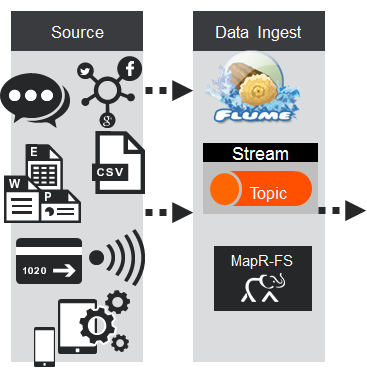 Source
Data Ingest
f
g
FLUME
CSV
E
W
P
Stream
Topic
1020
MapR-FS